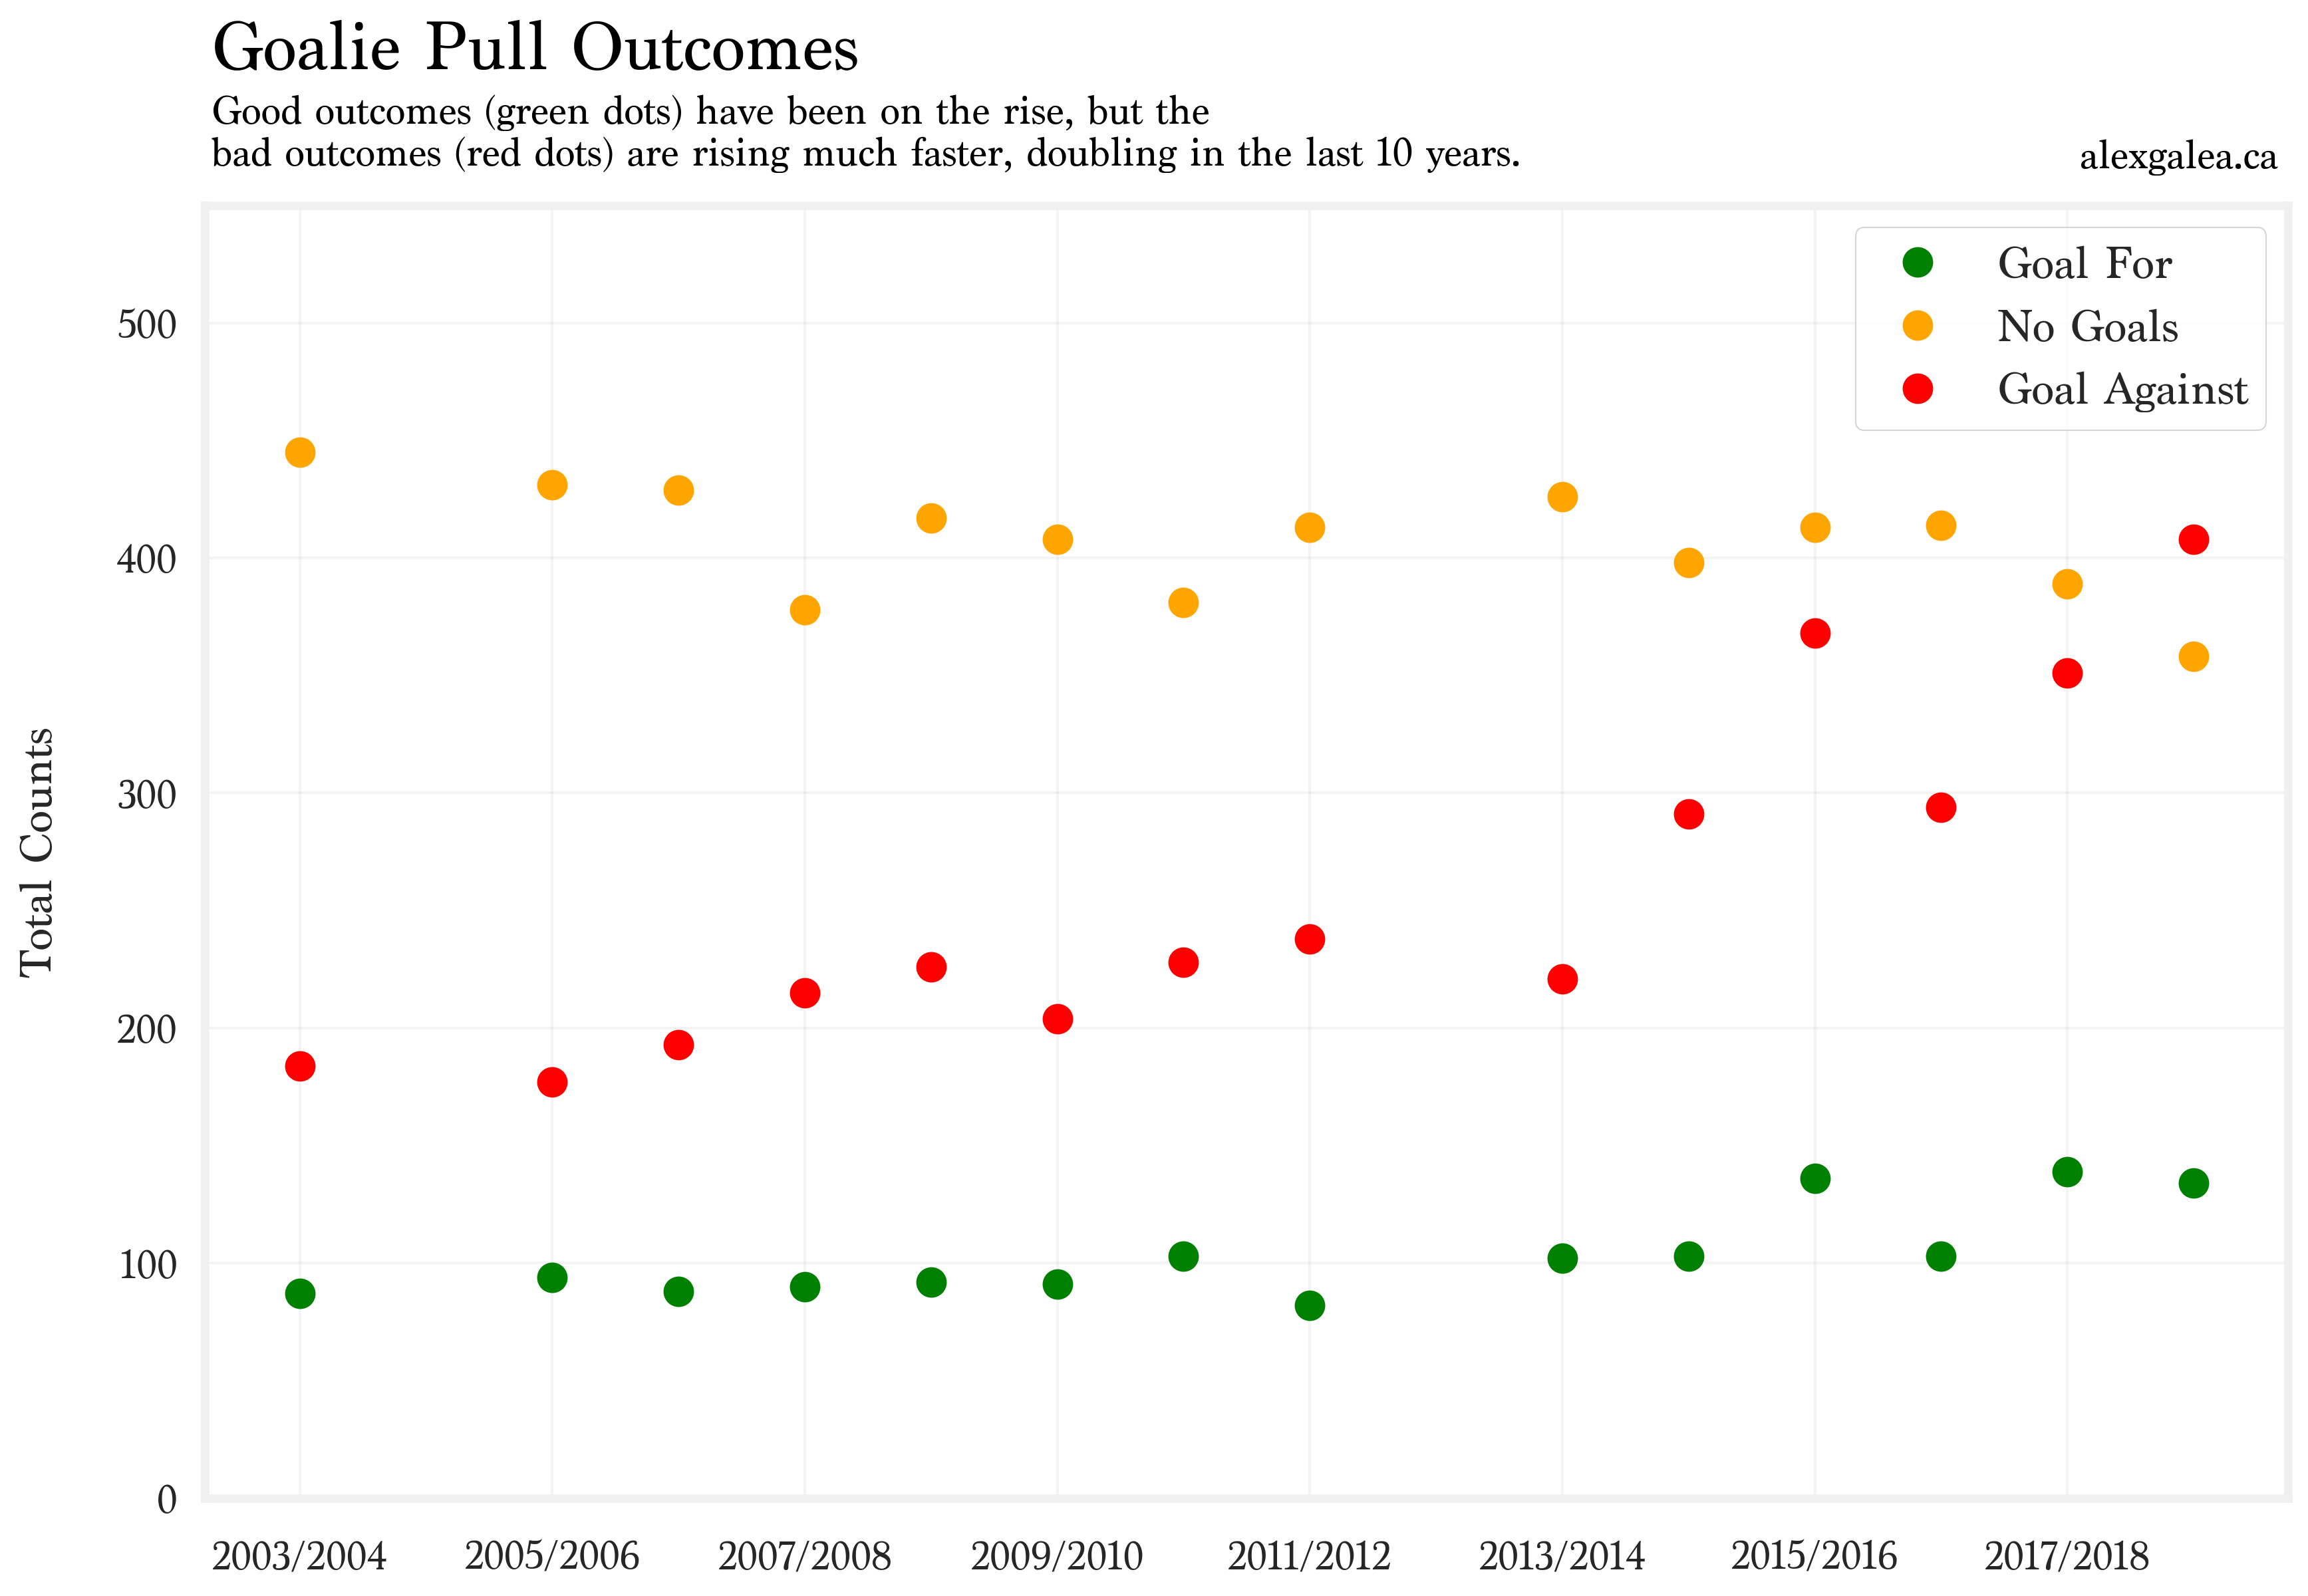 Goalie Pull Outcomes
Good outcomes (green dots) have been on the rise, but the
bad outcomes (red dots) are rising much faster, doubling in the last 10 years.
alexgalea.ca
Goal For
No Goals
Goal Against
500
400
300
200
100
0
Total Counts
2003/2004
2005/2006
2007/2008
2009/2010
2011/2012
2013/2014
2015/2016
2017/2018